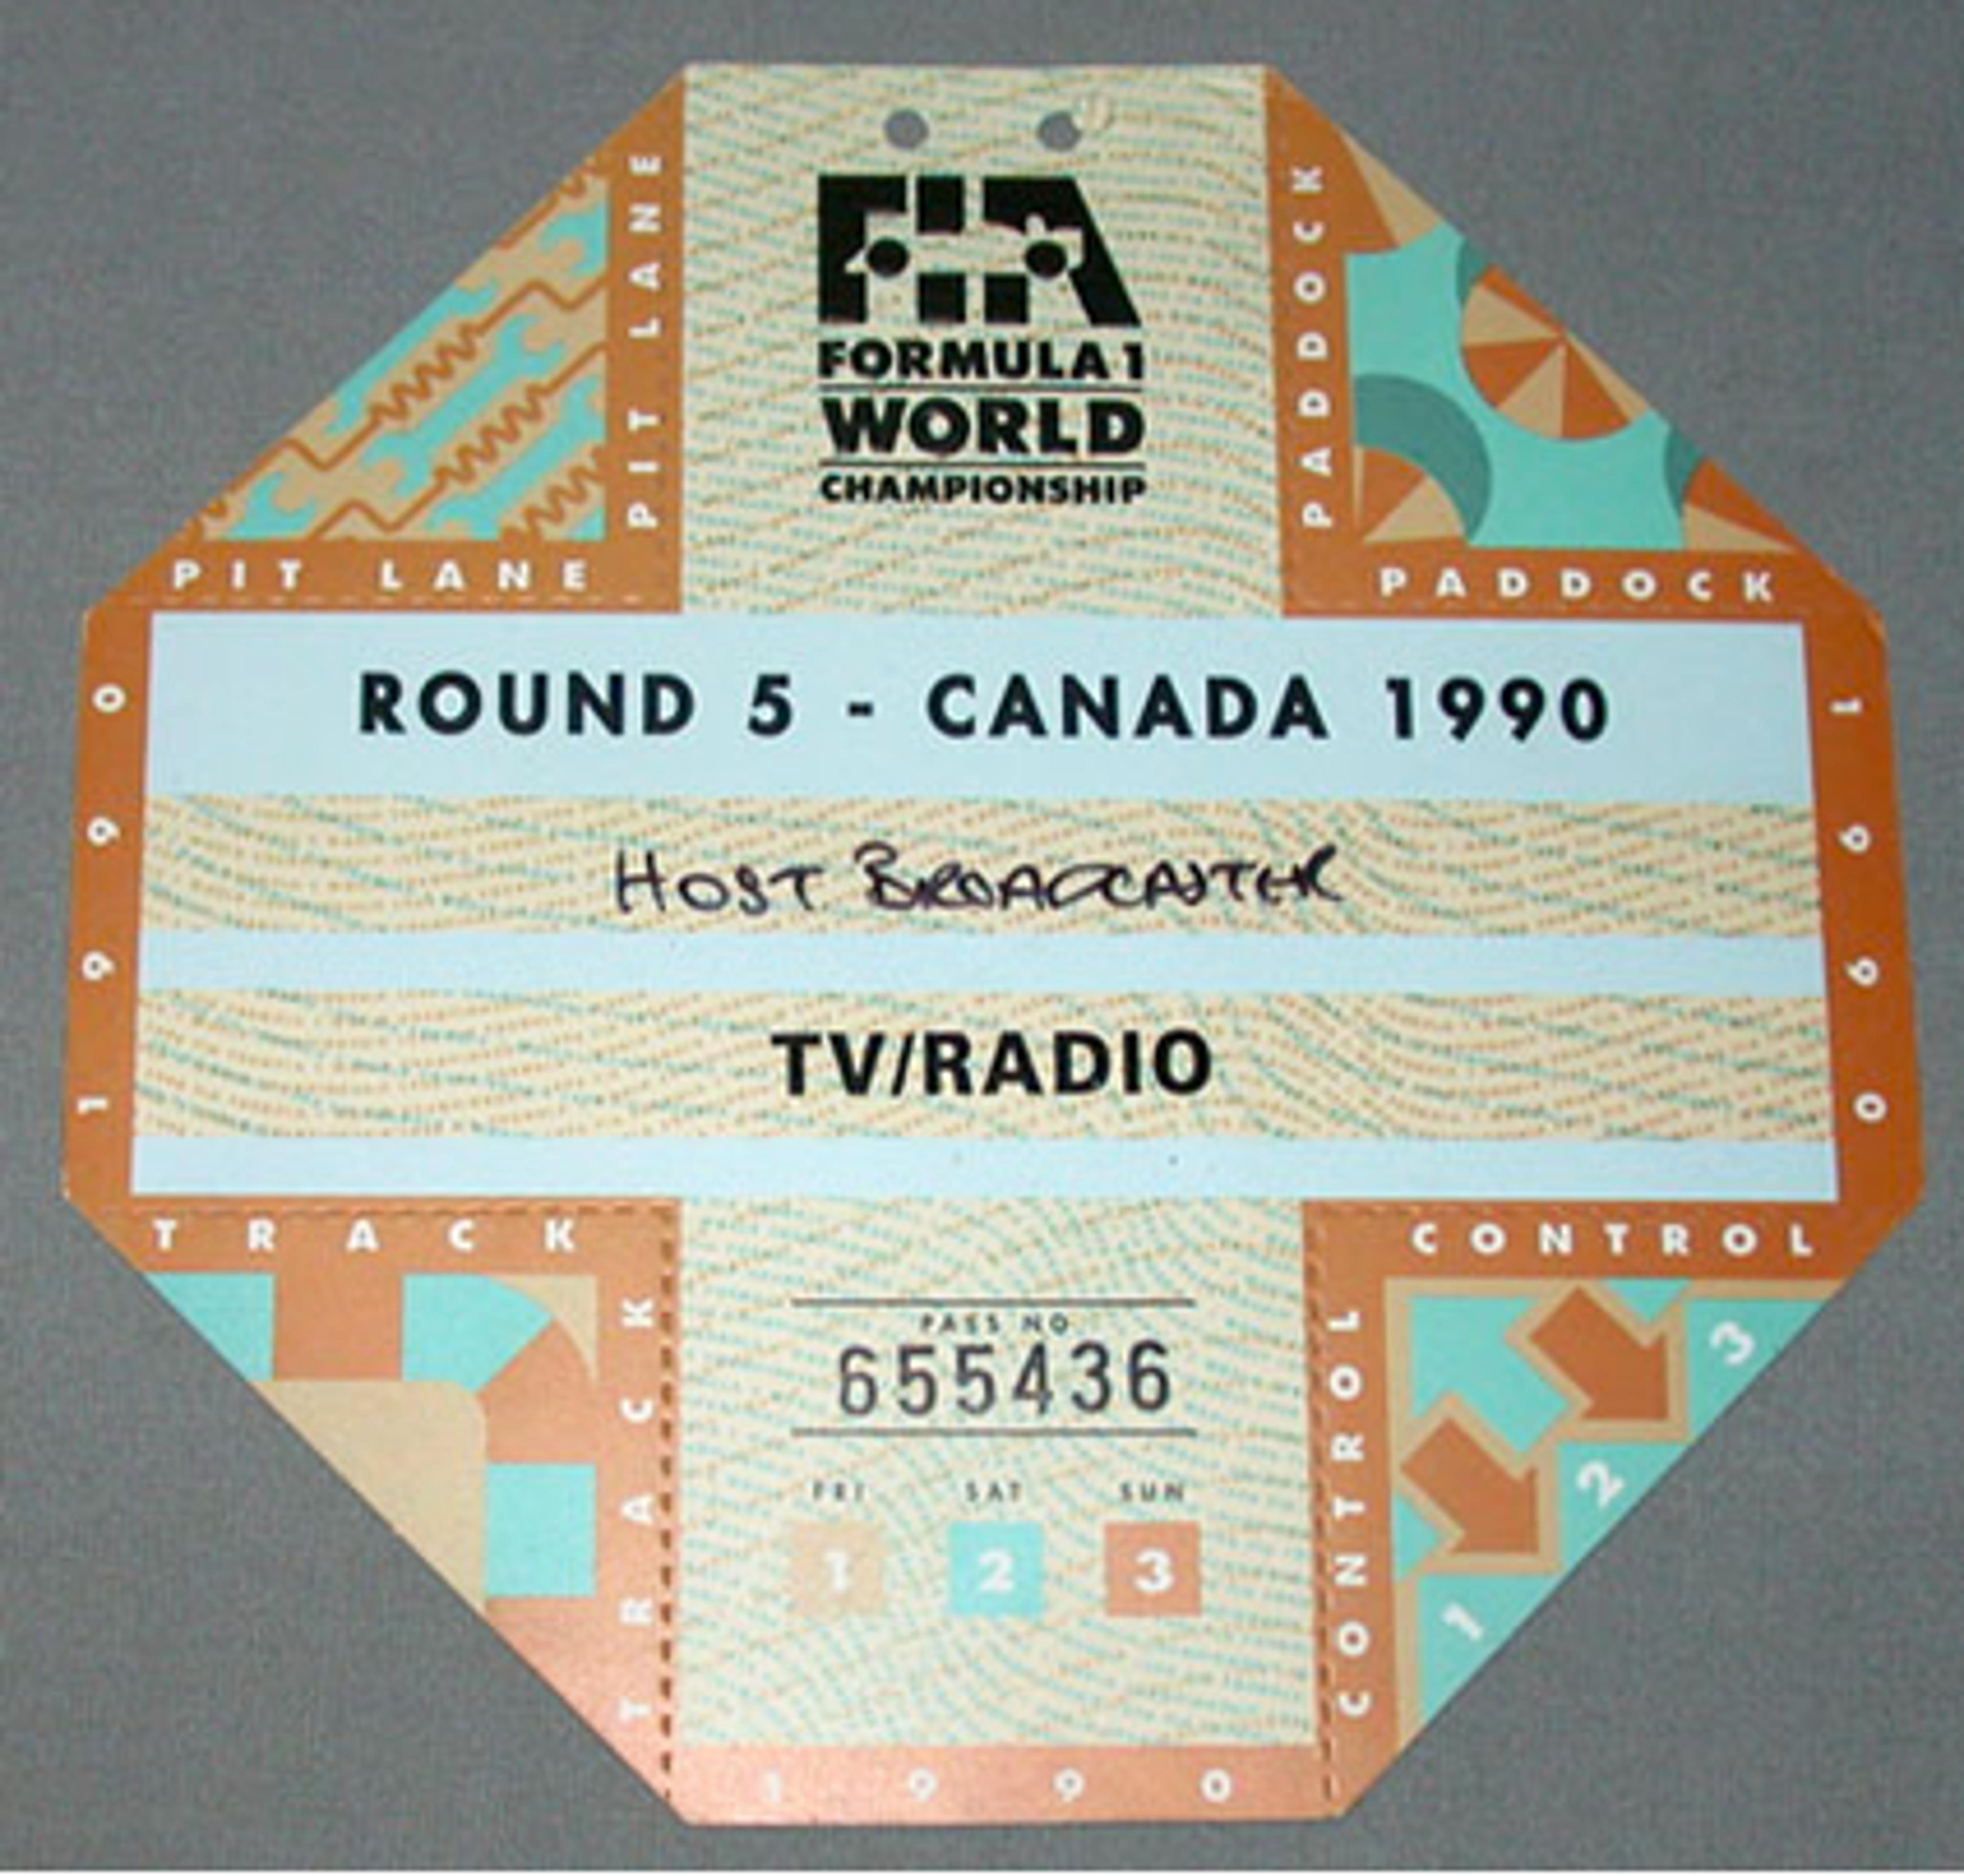 FIA
FORMULA 1
WORLD
CHAMPIONSHIP
PIT LANE
PIT LANE
PADDOCK
PADDOCK
ROUND 5 - CANADA 1990
1990
1990
HOST BROADCASTER
TV/RADIO
TRACK
TRACK
CONTROL
CONTROL
PASS NO
655436
FRI SAT SUN
1 2 3
1 2 3
1990